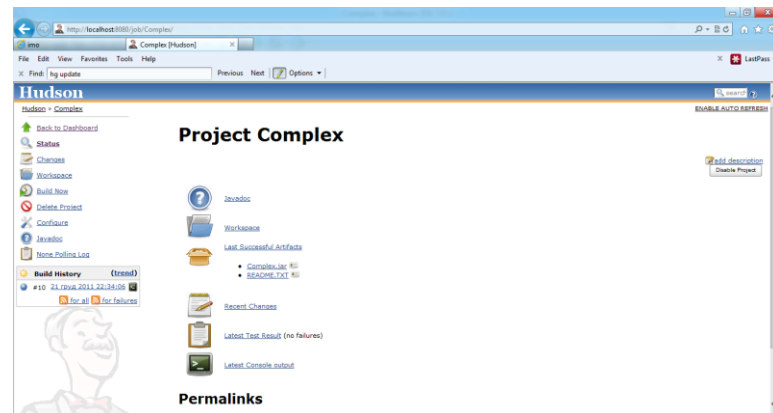 http://localhost:8080/job/Complex/
imo
Complex [Hudson]
File Edit View Favorites Tools Help
X LastPass
X Find: hg update Previous Next Options
Hudson
search
Hudson » Complex
ENABLE AUTO REFRESH
Back to Dashboard
Status
Changes
Workspace
Build Now
Delete Project
Configure
Javadoc
None Polling Log
Build History (trend)
#10 21 груд. 2011 22:34:06
for all for failures
Project Complex
add description
Disable Project
Javadoc
Workspace
Last Successful Artifacts
Complex.jar
README.TXT
Recent Changes
Latest Test Result (no failures)
Latest Console output
Permalinks